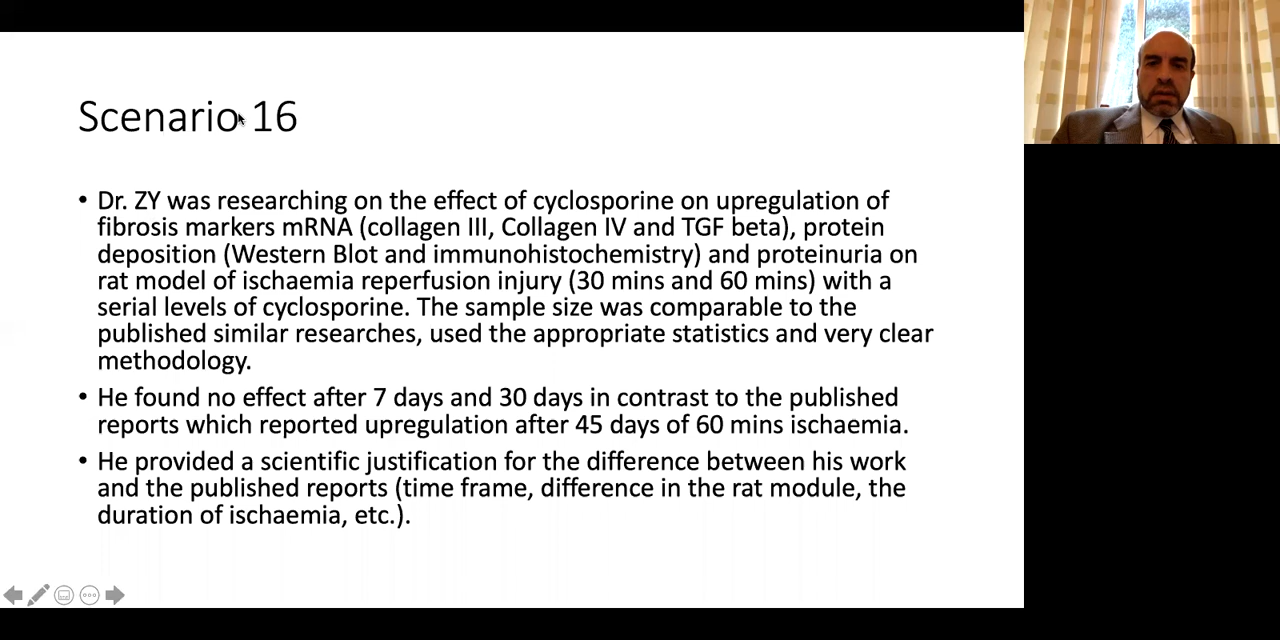 Scenario 16
• Dr. ZY was researching on the effect of cyclosporine on upregulation of
fibrosis markers mRNA (collagen III, Collagen IV and TGF beta), protein
deposition (Western Blot and immunohistochemistry) and proteinuria on
rat model of ischaemia reperfusion injury (30 mins and 60 mins) with a
serial levels of cyclosporine. The sample size was comparable to the
published similar researches, used the appropriate statistics and very clear
methodology.
• He found no effect after 7 days and 30 days in contrast to the published
reports which reported upregulation after 45 days of 60 mins ischaemia.
• He provided a scientific justification for the difference between his work
and the published reports (time frame, difference in the rat module, the
duration of ischaemia, etc.).